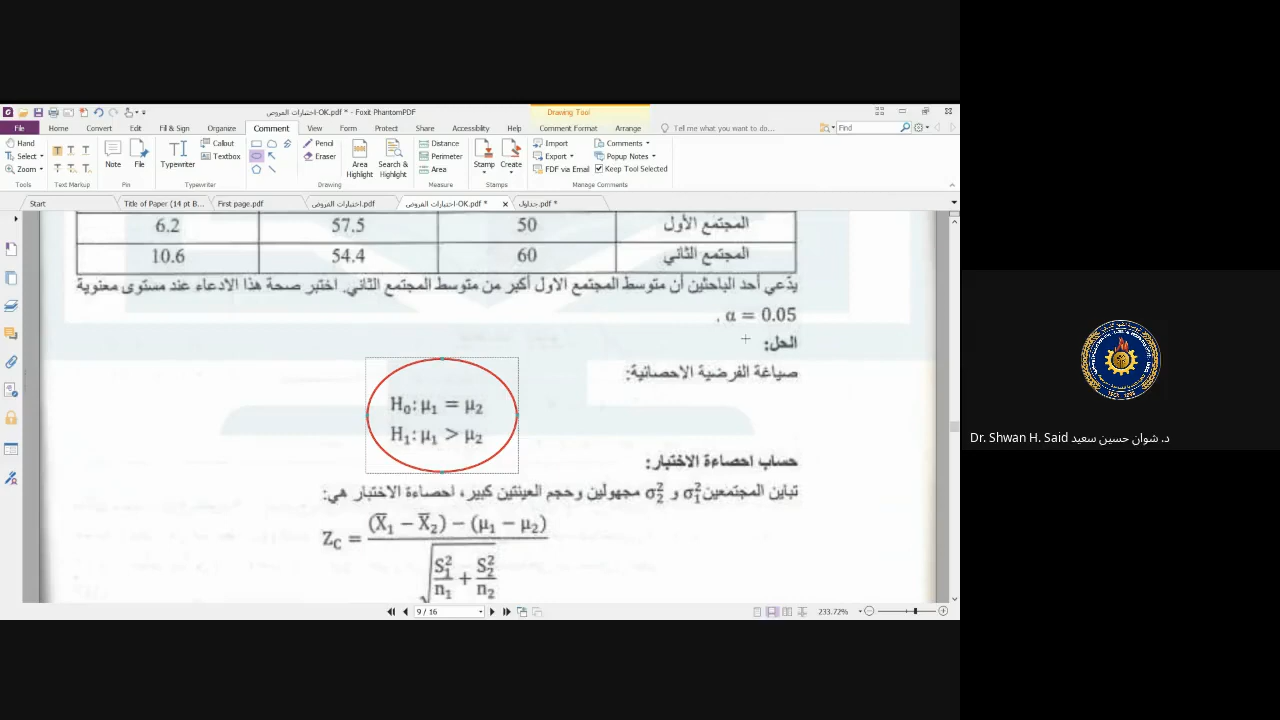 اختبارات الفروض-OK.pdf * - Foxit PhantomPDF
Drawing Tool
File Home Convert Edit Fill & Sign Organize Comment View Form Protect Share Accessibility Help Comment Format Arrange Tell me what you want to do... Find
Hand
Select
Zoom
Tools
Text Markup
Note
File
Pin
Typewriter
Callout
Textbox
Typewriter
Pencil
Eraser
Drawing
Area Highlight
Search & Highlight
Distance
Perimeter
Area
Measure
Stamp
Create
Stamps
Import
Export
FDF via Email
Comments
Popup Notes
Keep Tool Selected
Manage Comments
Start Title of Paper (14 pt B... First page.pdf اختبارات الفروض.pdf اختبارات الفروض-OK.pdf * جداول.pdf *
المجتمع الأول 50 57.5 6.2
المجتمع الثاني 60 54.4 10.6
يدّعي أحد الباحثين أن متوسط المجتمع الاول أكبر من متوسط المجتمع الثاني. اختبر صحة هذا الادعاء عند مستوى معنوية
α = 0.05 .
الحل:
صياغة الفرضية الاحصائية:
H₀: μ₁ = μ₂
H₁: μ₁ > μ₂
حساب احصاءة الاختبار:
تباين المجتمعين σ₁² و σ₂² مجهولين وحجم العينتين كبير، احصاءة الاختبار هي:
Z_C = (X̄₁ − X̄₂) − (μ₁ − μ₂) / √(S₁²/n₁ + S₂²/n₂)
9 / 16
233.72%
Dr. Shwan H. Said د. شوان حسين سعيد